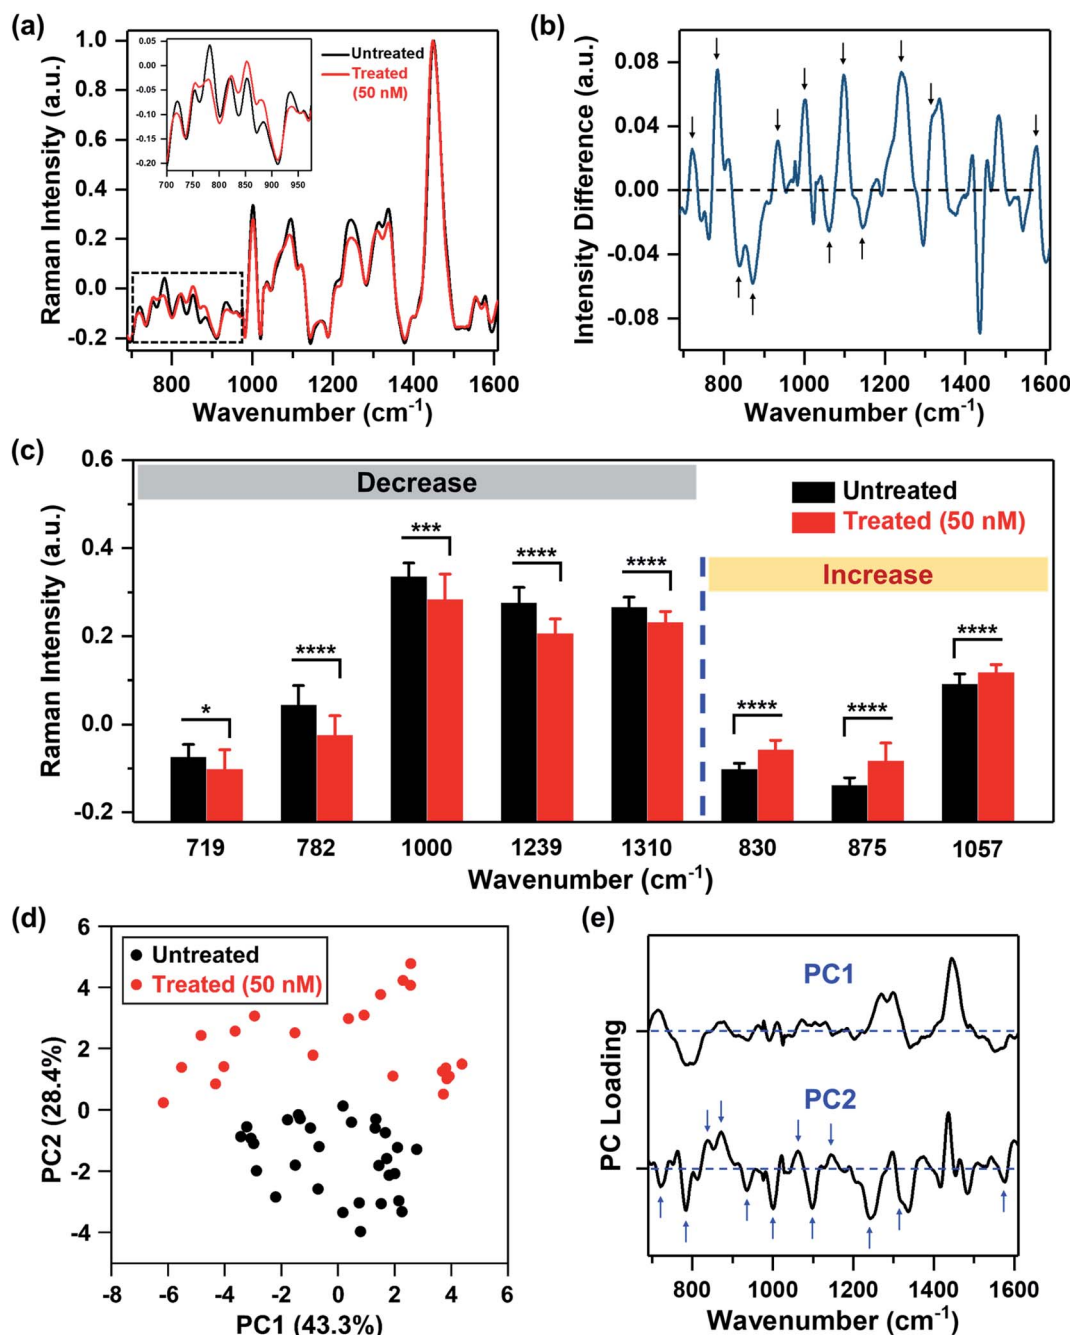 (a)
Raman Intensity (a.u.)
1.0
0.8
0.6
0.4
0.2
0.0
-0.2
0.05
0.00
-0.05
-0.10
-0.15
-0.20
700 750 800 850 900 950
Untreated
Treated
(50 nM)
800 1000 1200 1400 1600
Wavenumber (cm⁻¹)
(b)
Intensity Difference (a.u.)
0.08
0.04
0.00
-0.04
-0.08
800 1000 1200 1400 1600
Wavenumber (cm⁻¹)
(c)
Raman Intensity (a.u.)
0.6
0.4
0.2
0.0
-0.2
Decrease
Untreated
Treated (50 nM)
Increase
* **** *** **** **** **** **** ****
719 782 1000 1239 1310 830 875 1057
Wavenumber (cm⁻¹)
(d)
PC2 (28.4%)
6
4
2
0
-2
-4
Untreated
Treated (50 nM)
-8 -6 -4 -2 0 2 4 6
PC1 (43.3%)
(e)
PC Loading
PC1
PC2
800 1000 1200 1400 1600
Wavenumber (cm⁻¹)